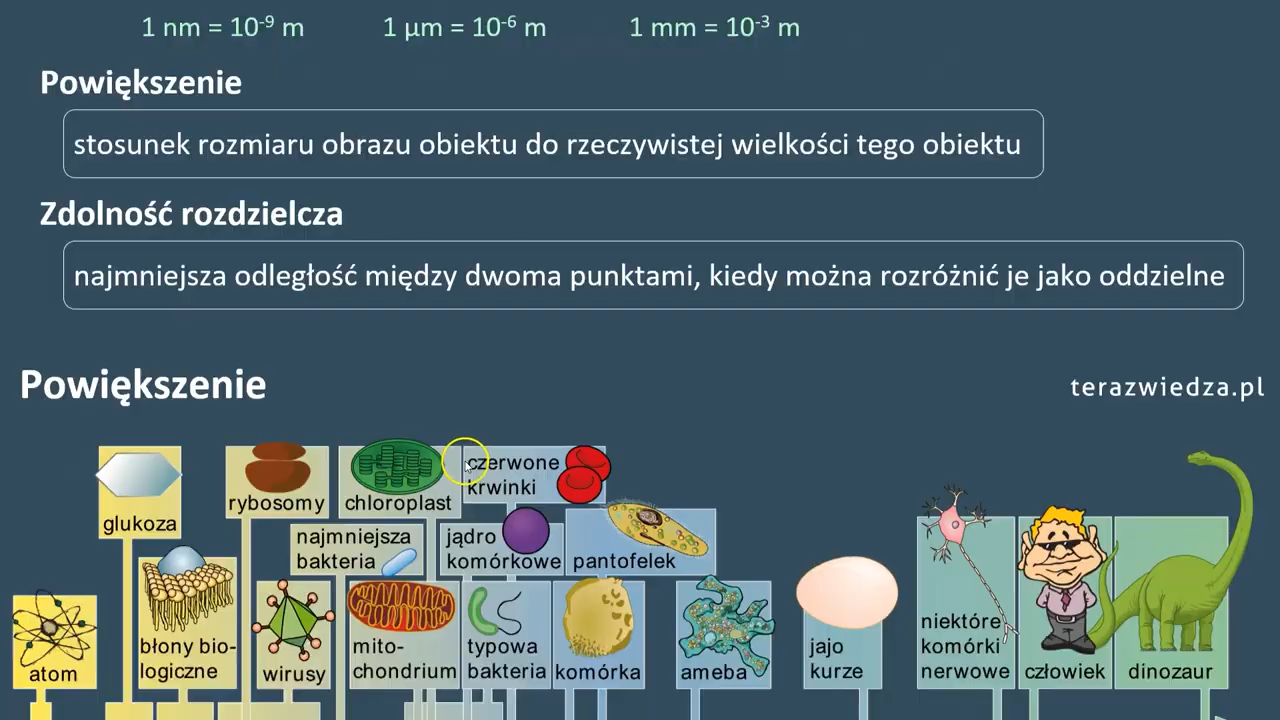 1 nm = 10⁻⁹ m 1 μm = 10⁻⁶ m 1 mm = 10⁻³ m
Powiększenie
stosunek rozmiaru obrazu obiektu do rzeczywistej wielkości tego obiektu
Zdolność rozdzielcza
najmniejsza odległość między dwoma punktami, kiedy można rozróżnić je jako oddzielne
Powiększenie
terazwiedza.pl
glukoza
rybosomy
chloroplast
czerwone
krwinki
najmniejsza
bakteria
jądro
komórkowe
pantofelek
atom
błony bio-
logiczne
wirusy
mito-
chondrium
typowa
bakteria
komórka
ameba
jajo
kurze
niektóre
komórki
nerwowe
człowiek
dinozaur